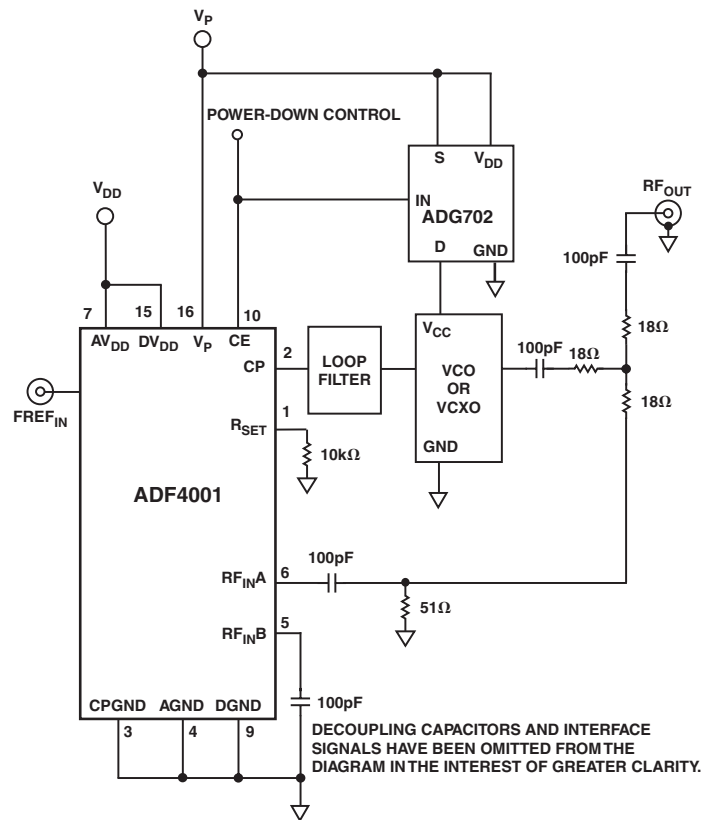 VP
POWER-DOWN CONTROL
S VDD
IN
ADG702
D GND
RFOUT
100pF
VDD
18Ω
7 15 16 10
AVDD DVDD VP CE
2
CP
LOOP
FILTER
VCC
VCO
OR
VCXO
GND
100pF
18Ω
18Ω
FREFIN
1
RSET
10kΩ
ADF4001
100pF
6
RFINA
51Ω
5
RFINB
100pF
CPGND AGND DGND
3 4 9
DECOUPLING CAPACITORS AND INTERFACE
SIGNALS HAVE BEEN OMITTED FROM THE
DIAGRAM IN THE INTEREST OF GREATER CLARITY.